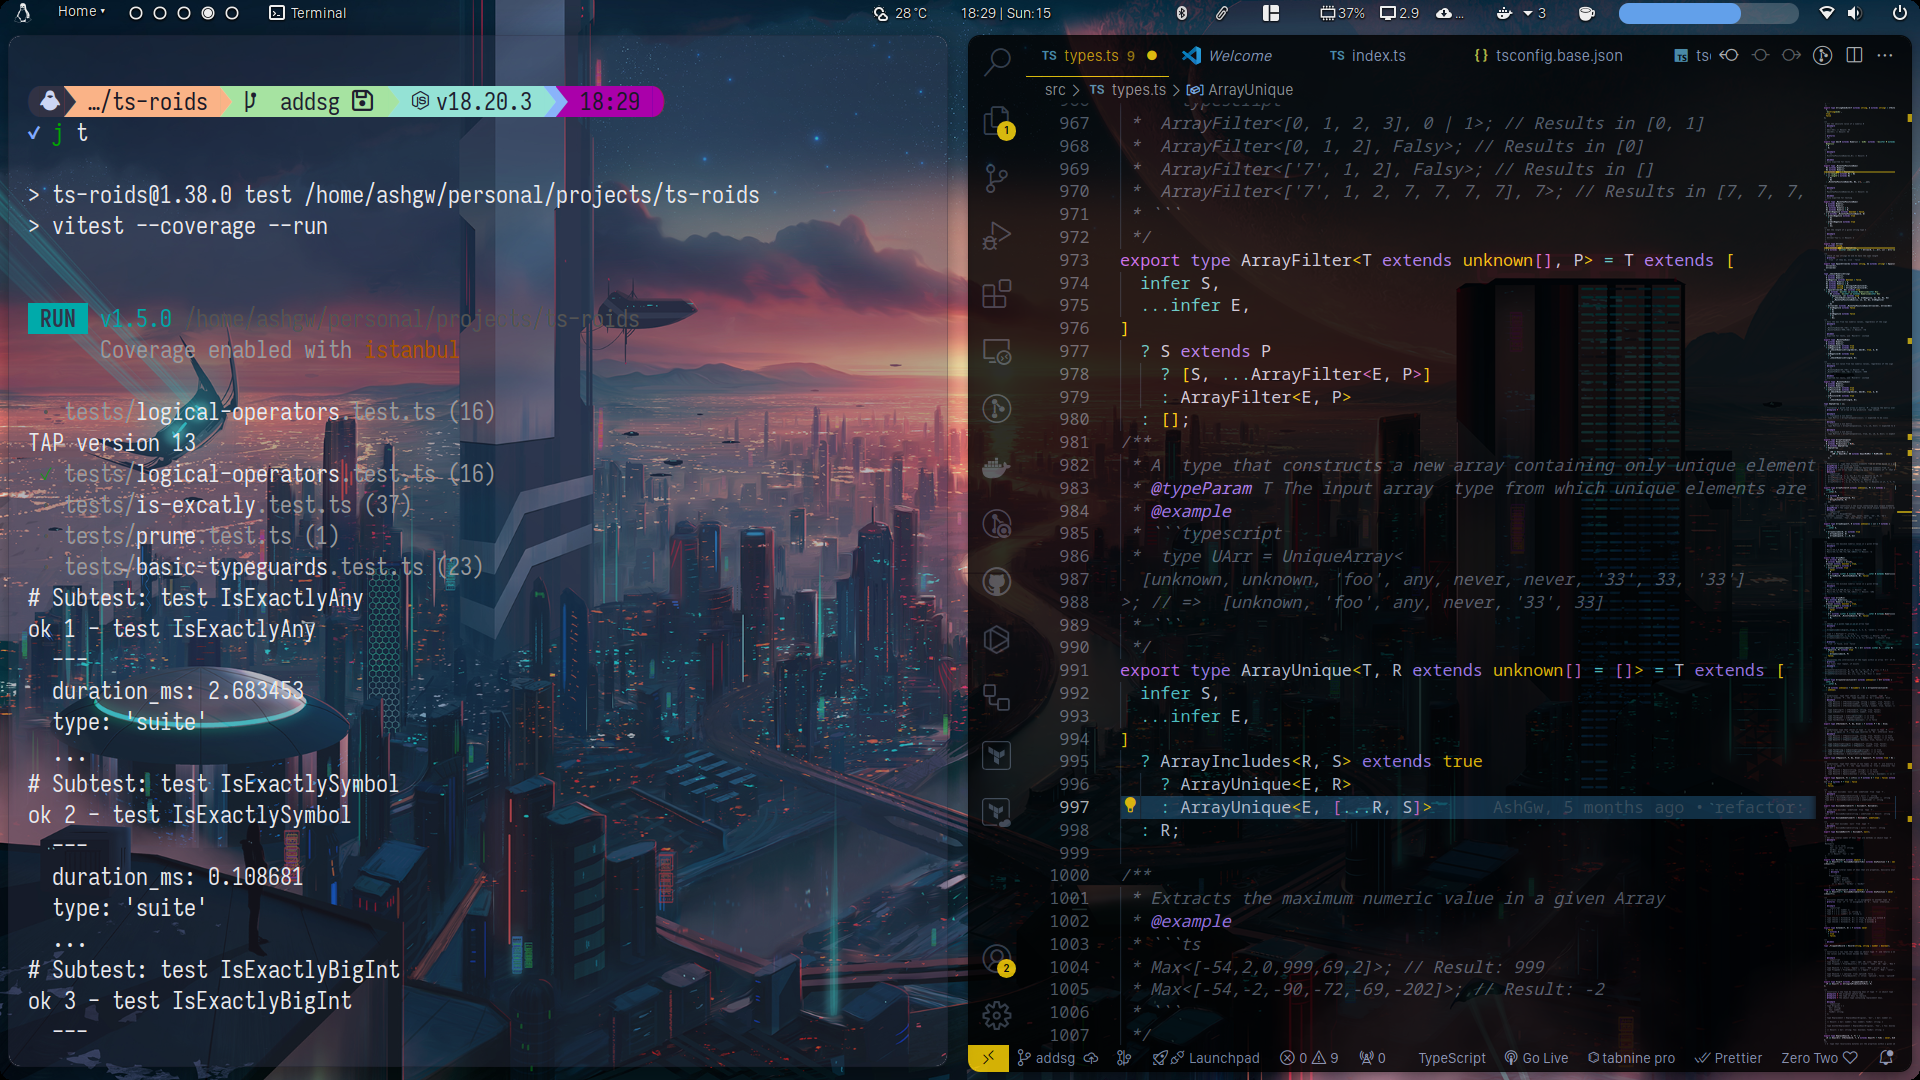 Home
Terminal
28°C
18:29 | Sun:15
37%
2.9
...
3
…/ts-roids
addsg
v18.20.3
18:29
j t
> ts-roids@1.38.0 test /home/ashgw/personal/projects/ts-roids
> vitest --coverage --run
RUN v1.5.0 /home/ashgw/personal/projects/ts-roids
Coverage enabled with istanbul
tests/logical-operators.test.ts (16)
TAP version 13
✓ tests/logical-operators.test.ts (16)
tests/is-excatly.test.ts (37)
tests/prune.test.ts (1)
tests/basic-typeguards.test.ts (23)
# Subtest: test IsExactlyAny
ok 1 - test IsExactlyAny
---
duration_ms: 2.683453
type: 'suite'
...
# Subtest: test IsExactlySymbol
ok 2 - test IsExactlySymbol
---
duration_ms: 0.108681
type: 'suite'
...
# Subtest: test IsExactlyBigInt
ok 3 - test IsExactlyBigInt
---
TS types.ts 9
Welcome
TS index.ts
{} tsconfig.base.json
TS ts
src > TS types.ts > ArrayUnique
967 * ArrayFilter<[0, 1, 2, 3], 0 | 1>; // Results in [0, 1]
968 * ArrayFilter<[0, 1, 2], Falsy>; // Results in [0]
969 * ArrayFilter<['7', 1, 2], Falsy>; // Results in []
970 * ArrayFilter<['7', 1, 2, 7, 7, 7, 7], 7>; // Results in [7, 7, 7,
971 * ```
972 */
973 export type ArrayFilter<T extends unknown[], P> = T extends [
974 infer S,
975 ...infer E,
976 ]
977 ? S extends P
978 ? [S, ...ArrayFilter<E, P>]
979 : ArrayFilter<E, P>
980 : [];
981 /**
982 * A type that constructs a new array containing only unique element
983 * @typeParam T The input array type from which unique elements are
984 * @example
985 * ```typescript
986 * type UArr = UniqueArray<
987 [unknown, unknown, 'foo', any, never, never, '33', 33, '33']
988 >; // => [unknown, 'foo', any, never, '33', 33]
989 * ```
990 */
991 export type ArrayUnique<T, R extends unknown[] = []> = T extends [
992 infer S,
993 ...infer E,
994 ]
995 ? ArrayIncludes<R, S> extends true
996 ? ArrayUnique<E, R>
997 : ArrayUnique<E, [...R, S]> AshGw, 5 months ago • refactor:
998 : R;
999
1000 /**
1001 * Extracts the maximum numeric value in a given Array
1002 * @example
1003 * ```ts
1004 * Max<[-54,2,0,999,69,2]>; // Result: 999
1005 * Max<[-54,-2,-90,-72,-69,-202]>; // Result: -2
1006 * ```
1007 */
1
2
addsg
Launchpad
0
9
0
TypeScript
Go Live
tabnine pro
Prettier
Zero Two